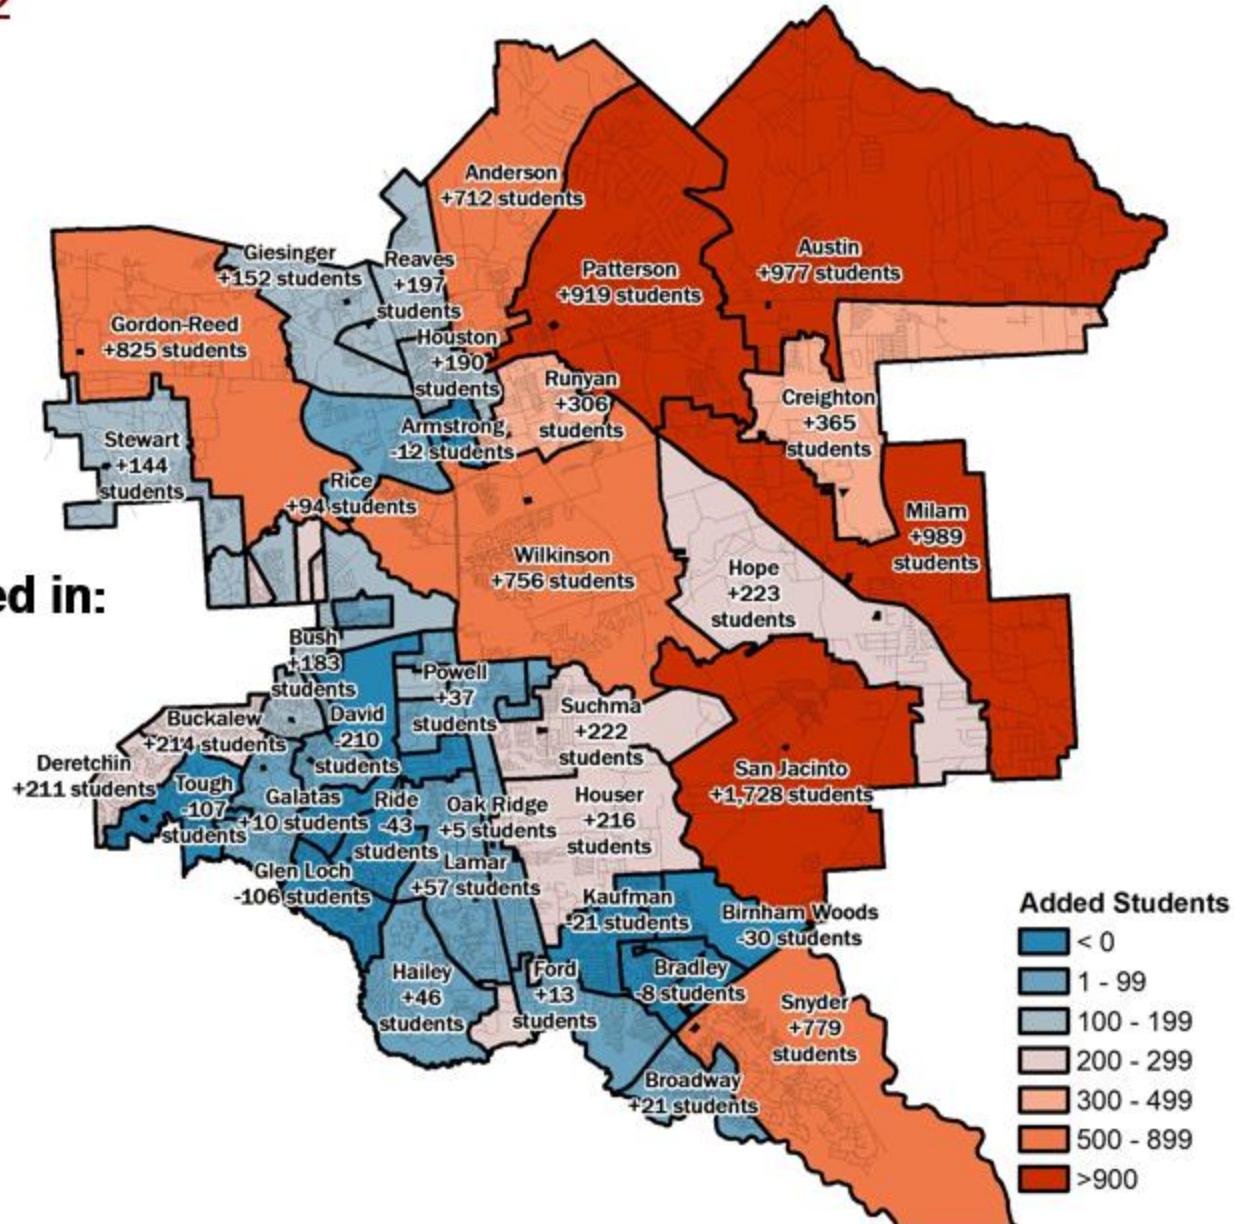 Anderson
+712 students
Austin
+977 students
Patterson
+919 students
Giesinger
+152 students
Reaves
+197
students
Gordon-Reed
+825 students
Houston
+190
students
Runyan
+306
students
Creighton
+365
students
Stewart
+144
students
Armstrong
-12 students
Rice
+94 students
Milam
+989
students
Wilkinson
+756 students
Hope
+223
students
ed in:
Bush
+183
students
Powell
+37
students
Buckalew
+214 students
David
-210
students
Suchma
+222
students
Deretchin
+211 students
Tough
-107
students
Galatas
+10 students
Ride
-43
students
Oak Ridge
+5 students
Houser
+216
students
San Jacinto
+1,728 students
Glen Loch
-106 students
Lamar
+57 students
Kaufman
-21 students
Birnham Woods
-30 students
Hailey
+46
students
Ford
+13
students
Bradley
-8 students
Snyder
+779
students
Broadway
+21 students
Added Students
< 0
1 - 99
100 - 199
200 - 299
300 - 499
500 - 899
>900